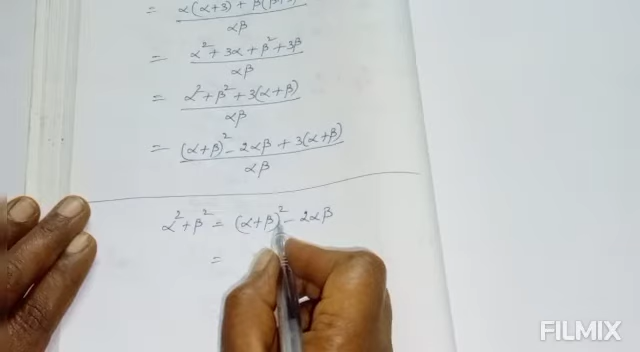 = α(α+3) + β(β+3) / αβ
= α² + 3α + β² + 3β / αβ
= α² + β² + 3(α+β) / αβ
= (α+β)² - 2αβ + 3(α+β) / αβ
α² + β² = (α+β)² - 2αβ
=
FILMIX